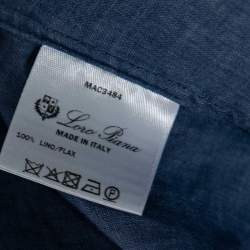 MAC3484
Loro Piana
MADE IN ITALY
100% LINO/FLAX